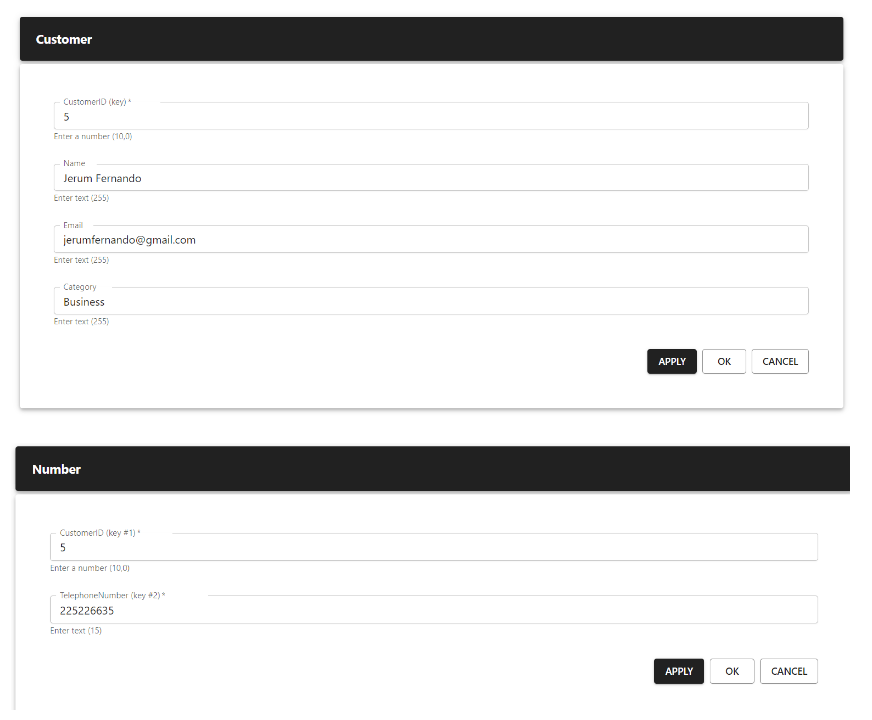 Customer
CustomerID (key) *
5
Enter a number (10,0)
Name
Jerum Fernando
Enter text (255)
Email
jerumfernando@gmail.com
Enter text (255)
Category
Business
Enter text (255)
APPLY OK CANCEL
Number
CustomerID (key #1) *
5
Enter a number (10,0)
TelephoneNumber (key #2) *
225226635
Enter text (15)
APPLY OK CANCEL